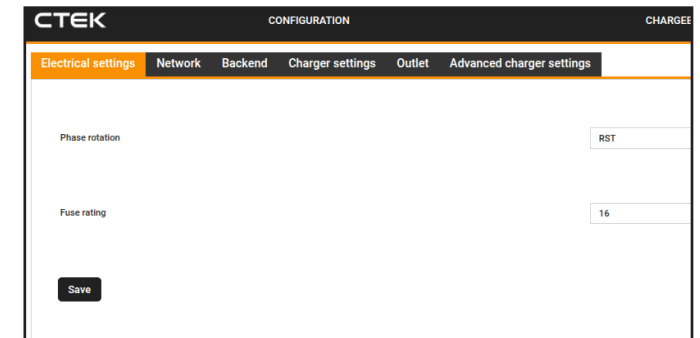 CTEK CONFIGURATION
Electrical settings Network Backend Charger settings Outlet Advanced charger settings
Phase rotation RST
Fuse rating 16
Save